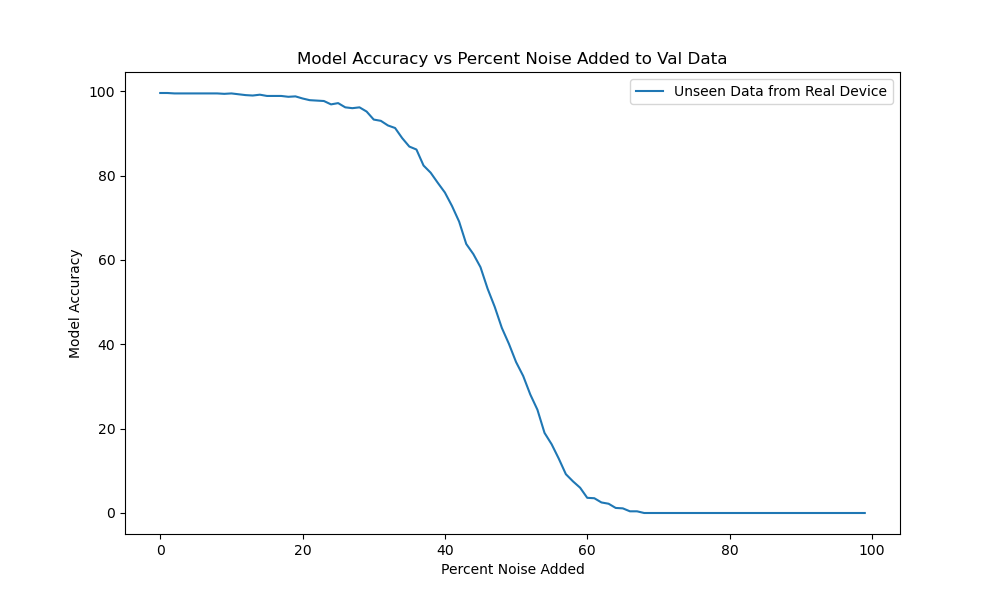 Model Accuracy vs Percent Noise Added to Val Data
Unseen Data from Real Device
100
80
60
40
20
0
Model Accuracy
0 20 40 60 80 100
Percent Noise Added